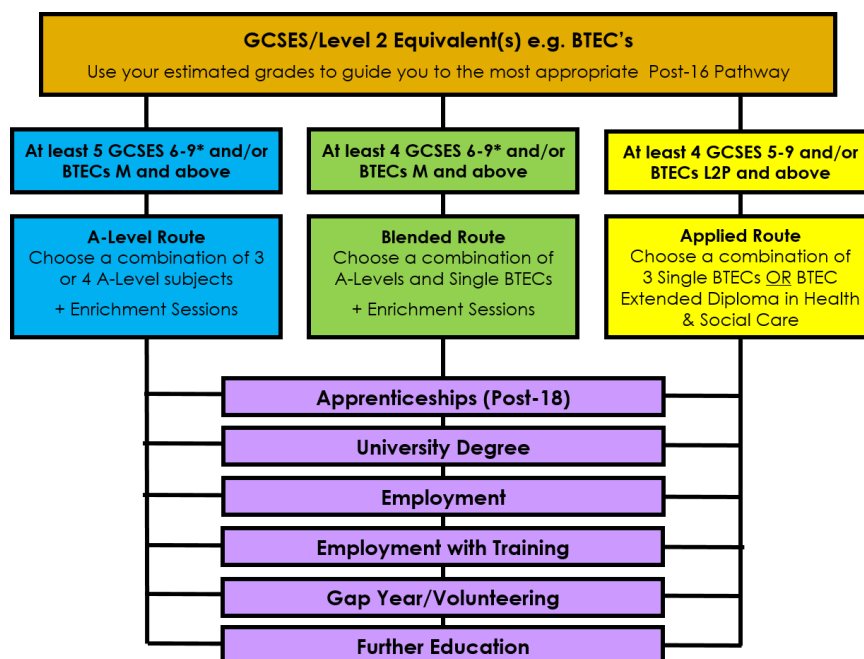 GCSES/Level 2 Equivalent(s) e.g. BTEC's
Use your estimated grades to guide you to the most appropriate Post-16 Pathway
At least 5 GCSES 6-9* and/or
BTECs M and above
At least 4 GCSES 6-9* and/or
BTECs M and above
At least 4 GCSES 5-9 and/or
BTECs L2P and above
A-Level Route
Choose a combination of 3
or 4 A-Level subjects
+ Enrichment Sessions
Blended Route
Choose a combination of
A-Levels and Single BTECs
+ Enrichment Sessions
Applied Route
Choose a combination of
3 Single BTECs OR BTEC
Extended Diploma in Health
& Social Care
Apprenticeships (Post-18)
University Degree
Employment
Employment with Training
Gap Year/Volunteering
Further Education